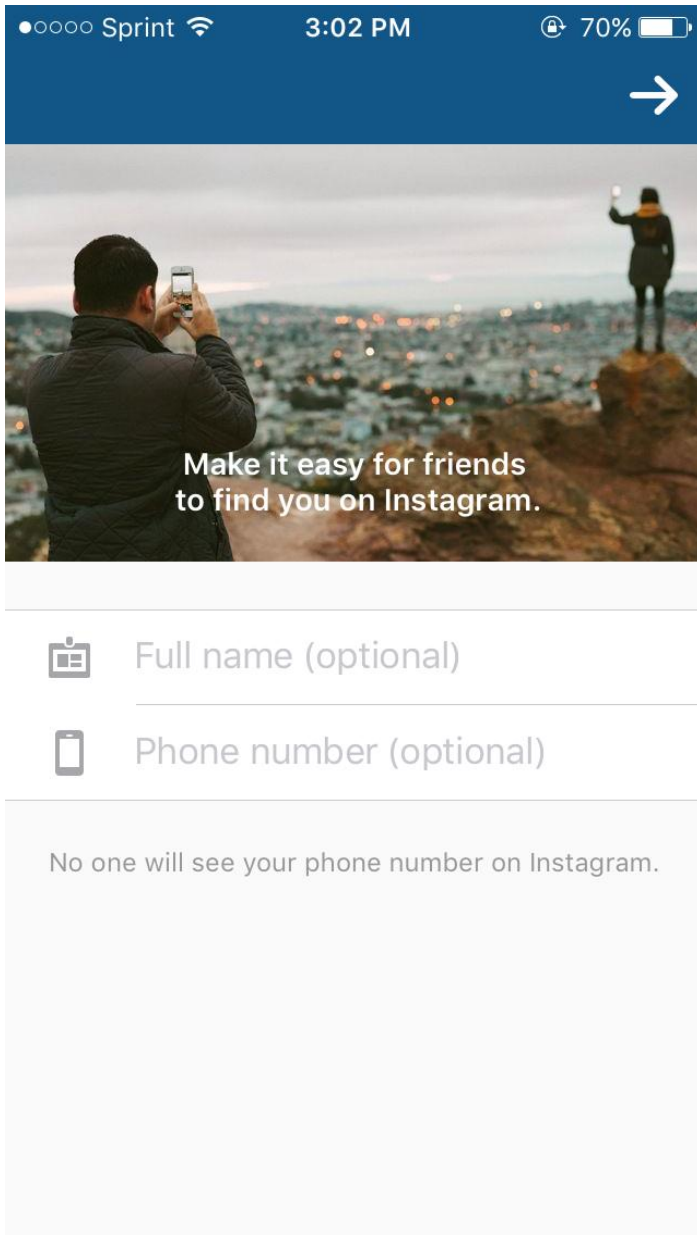 Sprint 3:02 PM 70%
Make it easy for friends
to find you on Instagram.
Full name (optional)
Phone number (optional)
No one will see your phone number on Instagram.